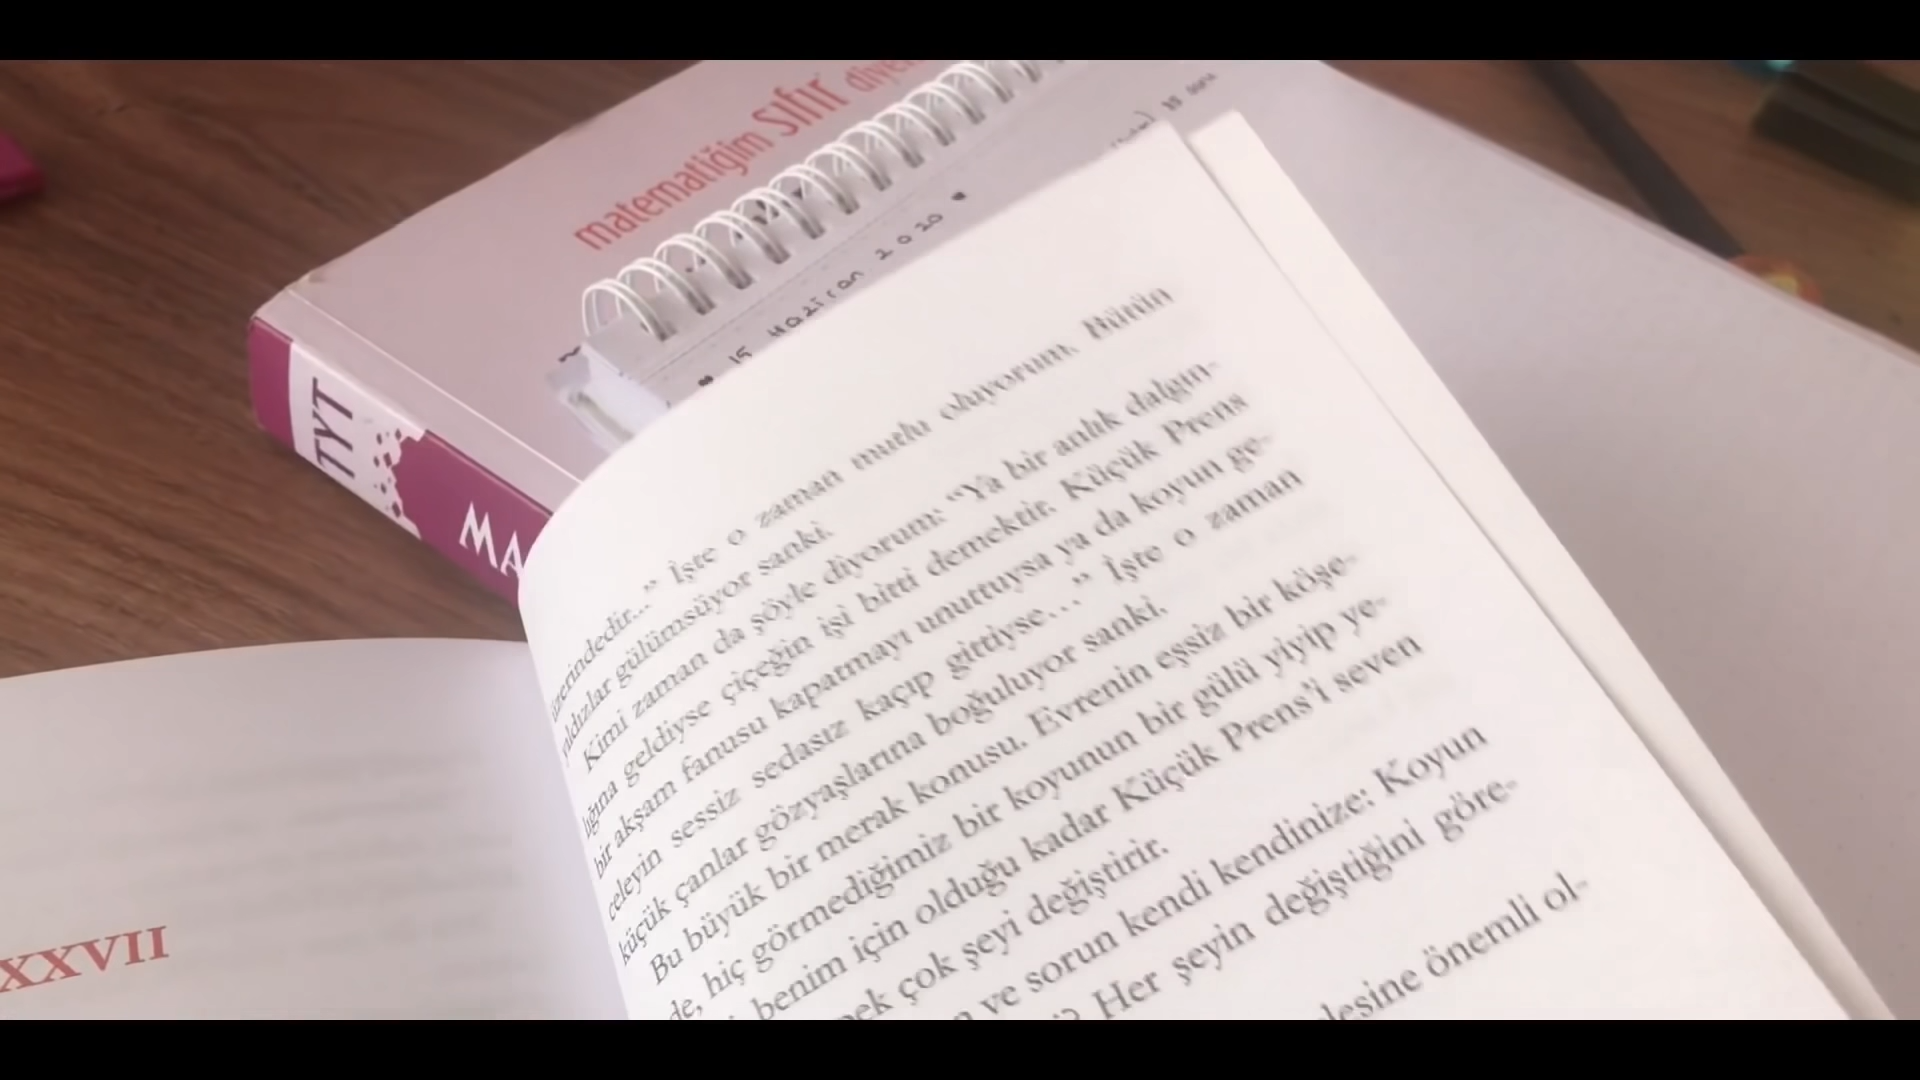 matematiğim sıfır diyen
15 Haziran 2020
TYT
MA
XXVII
üzerindedir..." İşte o zaman mutlu oluyorum. Bütün
yıldızlar gülümsüyor sanki.
Kimi zaman da şöyle diyorum: "Ya bir anlık dalgın-
lığına geldiyse çiçeğin işi bitti demektir. Küçük Prens
bir akşam fanusu kapatmayı unuttuysa ya da koyun ge-
celeyin sessiz sedasız kaçıp gittiyse..." İşte o zaman
küçük çanlar gözyaşlarına boğuluyor sanki.
Bu büyük bir merak konusu. Evrenin eşsiz bir köşe-
de, hiç görmediğimiz bir koyunun bir gülü yiyip ye-
benim için olduğu kadar Küçük Prens'i seven
pek çok şeyi değiştirir.
ve sorun kendi kendinize: Koyun
Her şeyin değiştiğini göre-
önemli ol-